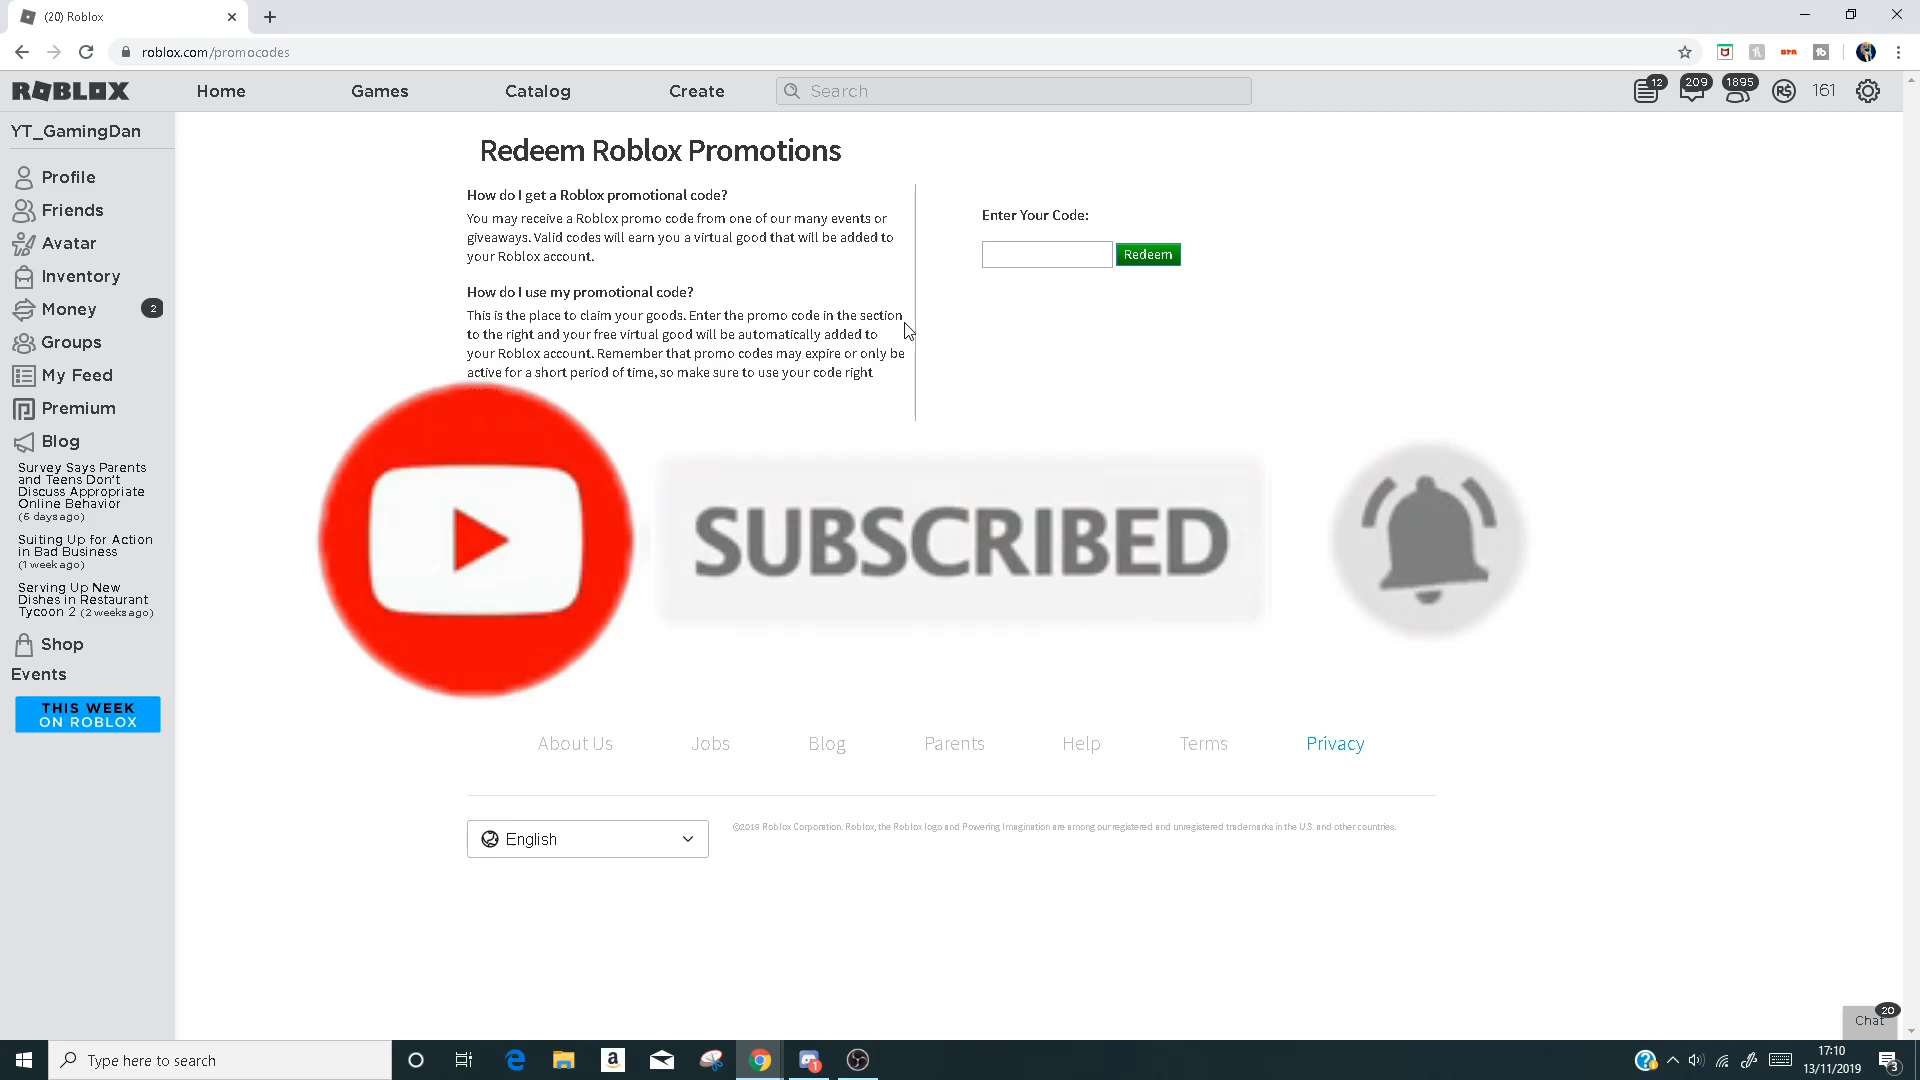 (20) Roblox
roblox.com/promocodes
ROBLOX
Home
Games
Catalog
Create
Search
12
209
1895
R$
161
YT_GamingDan
Profile
Friends
Avatar
Inventory
Money
2
Groups
My Feed
Premium
Blog
Survey Says Parents
and Teens Don't
Discuss Appropriate
Online Behavior
(6 days ago)
Suiting Up for Action
in Bad Business
(1 week ago)
Serving Up New
Dishes in Restaurant
Tycoon 2 (2 weeks ago)
Shop
Events
THIS WEEK
ON ROBLOX
Redeem Roblox Promotions
How do I get a Roblox promotional code?
You may receive a Roblox promo code from one of our many events or
giveaways. Valid codes will earn you a virtual good that will be added to
your Roblox account.
How do I use my promotional code?
This is the place to claim your goods. Enter the promo code in the section
to the right and your free virtual good will be automatically added to
your Roblox account. Remember that promo codes may expire or only be
active for a short period of time, so make sure to use your code right
Enter Your Code:
Redeem
SUBSCRIBED
About Us
Jobs
Blog
Parents
Help
Terms
Privacy
English
©2019 Roblox Corporation. Roblox, the Roblox logo and Powering Imagination are among our registered and unregistered trademarks in the U.S. and other countries.
Chat
20
Type here to search
a
1
17:10
13/11/2019
3